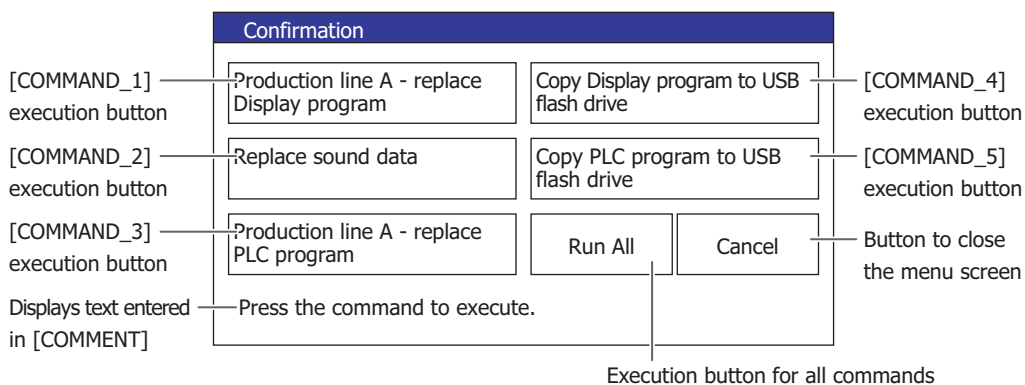 Confirmation
[COMMAND_1]
execution button
Production line A - replace
Display program
Copy Display program to USB
flash drive
[COMMAND_4]
execution button
[COMMAND_2]
execution button
Replace sound data
Copy PLC program to USB
flash drive
[COMMAND_5]
execution button
[COMMAND_3]
execution button
Production line A - replace
PLC program
Run All
Cancel
Button to close
the menu screen
Displays text entered
in [COMMENT]
Press the command to execute.
Execution button for all commands